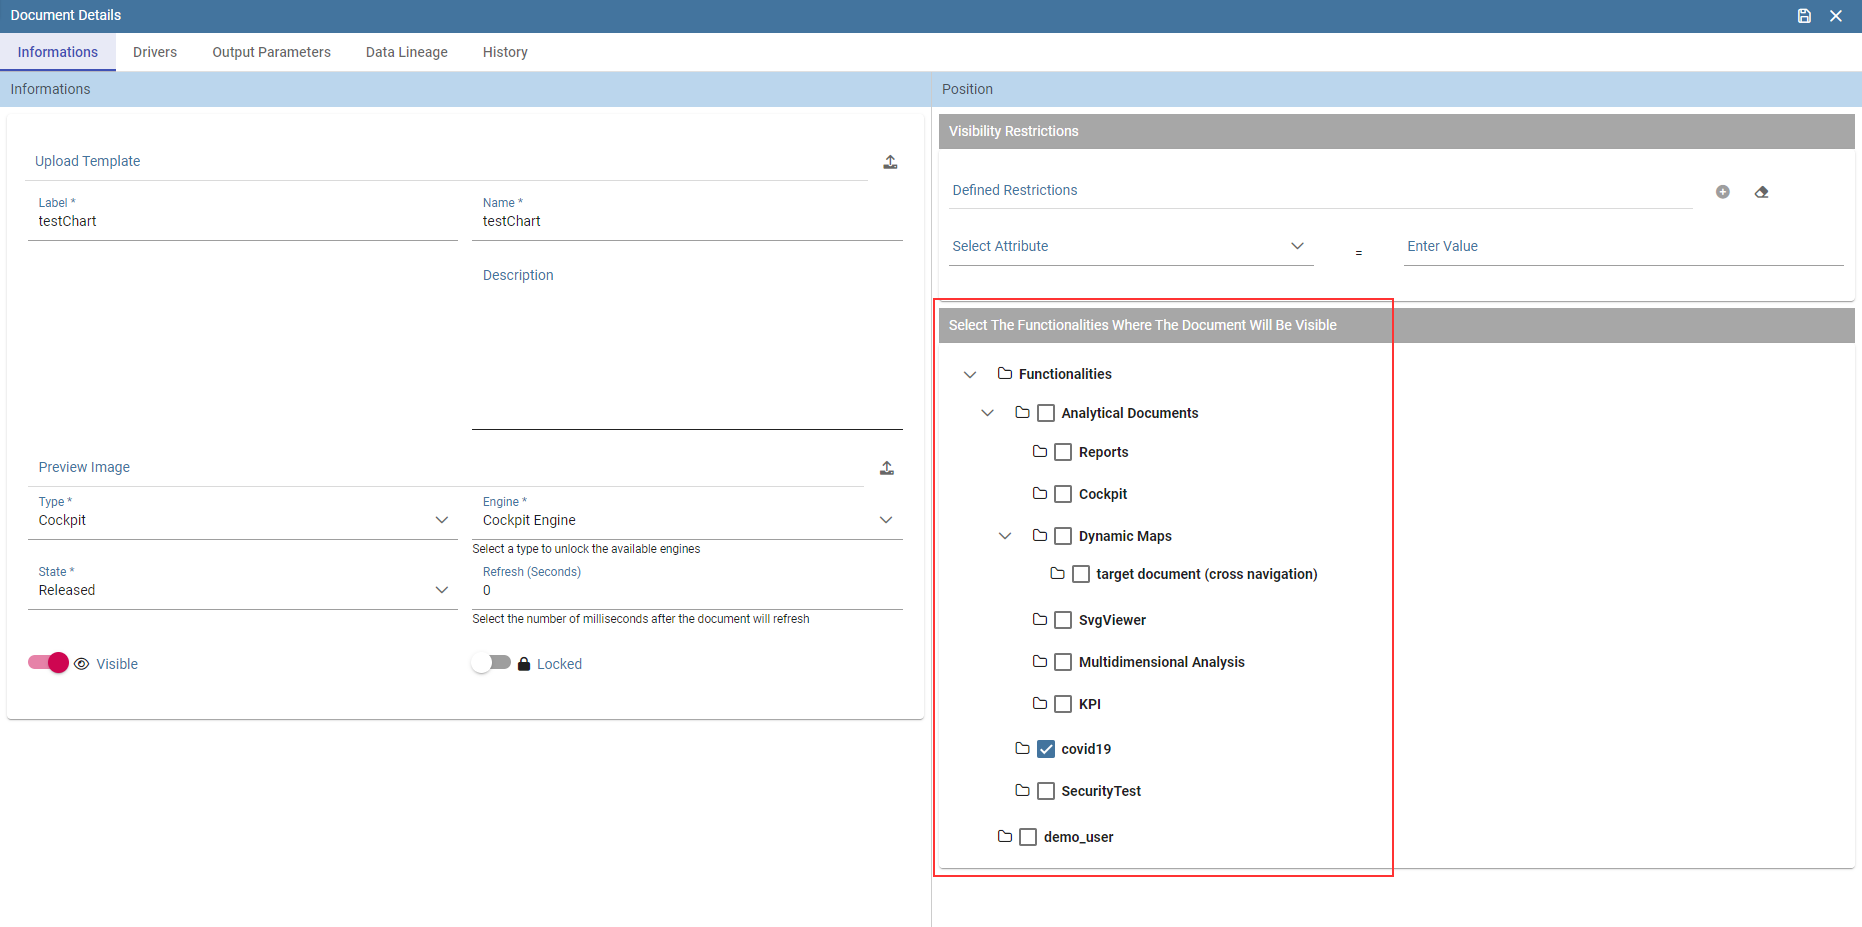 Document Details
Informations
Drivers
Output Parameters
Data Lineage
History
Informations
Upload Template
Label *
testChart
Name *
testChart
Description
Preview Image
Type *
Cockpit
Engine *
Cockpit Engine
Select a type to unlock the available engines
State *
Released
Refresh (Seconds)
0
Select the number of milliseconds after the document will refresh
Visible
Locked
Position
Visibility Restrictions
Defined Restrictions
Select Attribute
=
Enter Value
Select The Functionalities Where The Document Will Be Visible
Functionalities
Analytical Documents
Reports
Cockpit
Dynamic Maps
target document (cross navigation)
SvgViewer
Multidimensional Analysis
KPI
covid19
SecurityTest
demo_user